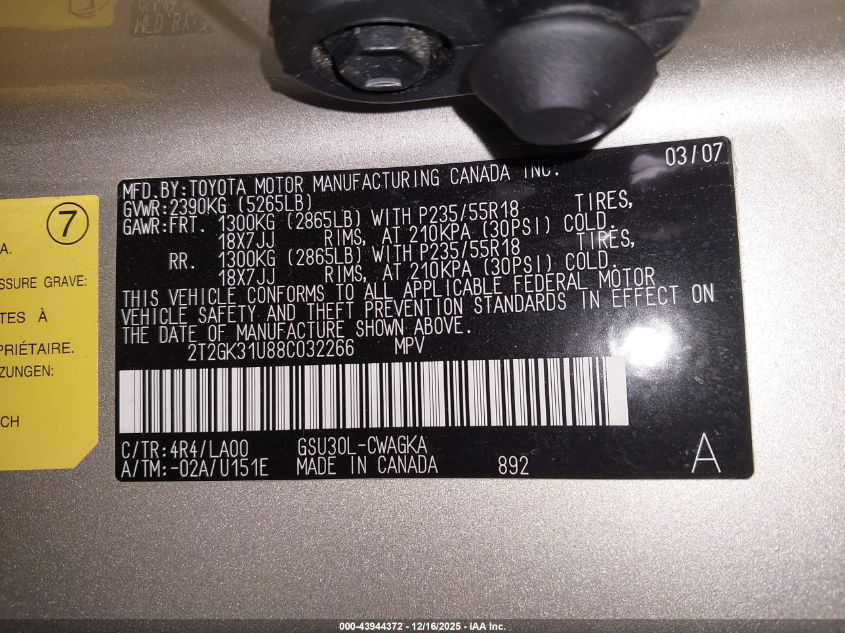 MFD.BY:TOYOTA MOTOR MANUFACTURING CANADA INC. 03/07
GVWR:2390KG (5265LB)
GAWR:FRT. 1300KG (2865LB) WITH P235/55R18 TIRES,
18X7JJ RIMS, AT 210KPA (30PSI) COLD.
RR. 1300KG (2865LB) WITH P235/55R18 TIRES,
18X7JJ RIMS, AT 210KPA (30PSI) COLD.
THIS VEHICLE CONFORMS TO ALL APPLICABLE FEDERAL MOTOR
VEHICLE SAFETY AND THEFT PREVENTION STANDARDS IN EFFECT ON
THE DATE OF MANUFACTURE SHOWN ABOVE.
2T2GK31U88C032266 MPV
C/TR:4R4/LA00 GSU30L-CWAGKA
A/TM:-02A/U151E MADE IN CANADA 892 A
7
A.
SSURE GRAVE:
TES À
PRIÉTAIRE.
ZUNGEN:
CH
000-43944372 - 12/16/2025 - IAA Inc.